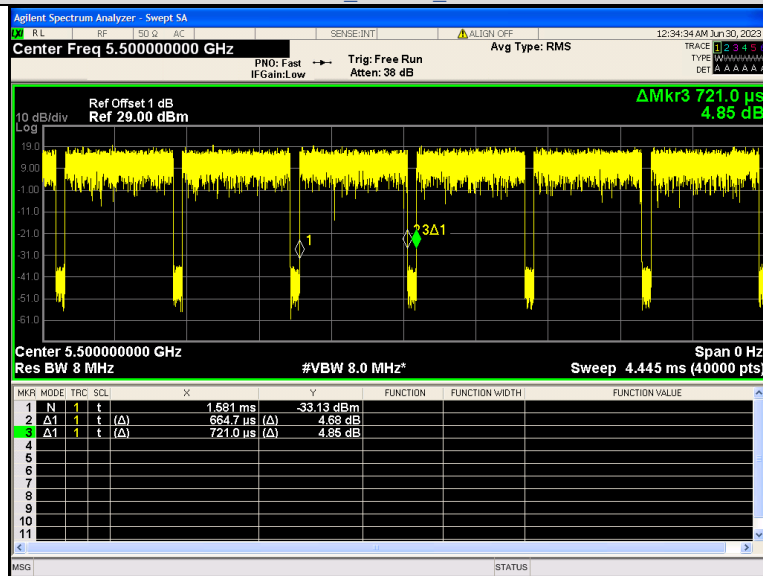 Agilent Spectrum Analyzer - Swept SA
LXI RL RF 50 Ω AC SENSE:INT ALIGN OFF 12:34:34 AM Jun 30, 2023
Center Freq 5.500000000 GHz Avg Type: RMS TRACE 1 2 3 4 5
PNO: Fast Trig: Free Run TYPE W
IFGain:Low Atten: 38 dB DET A A A A A
ΔMkr3 721.0 µs
4.85 dB
Ref Offset 1 dB
10 dB/div Ref 29.00 dBm
Log
19.0
9.00
-1.00
-11.0
-21.0
1 2 3Δ1
-31.0
-41.0
-51.0
-61.0
Center 5.500000000 GHz Span 0 Hz
Res BW 8 MHz #VBW 8.0 MHz* Sweep 4.445 ms (40000 pts)
MKR MODE TRC SCL X Y FUNCTION FUNCTION WIDTH FUNCTION VALUE
1 N 1 t 1.581 ms -33.13 dBm
2 Δ1 1 t (Δ) 664.7 µs (Δ) 4.68 dB
3 Δ1 1 t (Δ) 721.0 µs (Δ) 4.85 dB
4
5
6
7
8
9
10
11
MSG STATUS